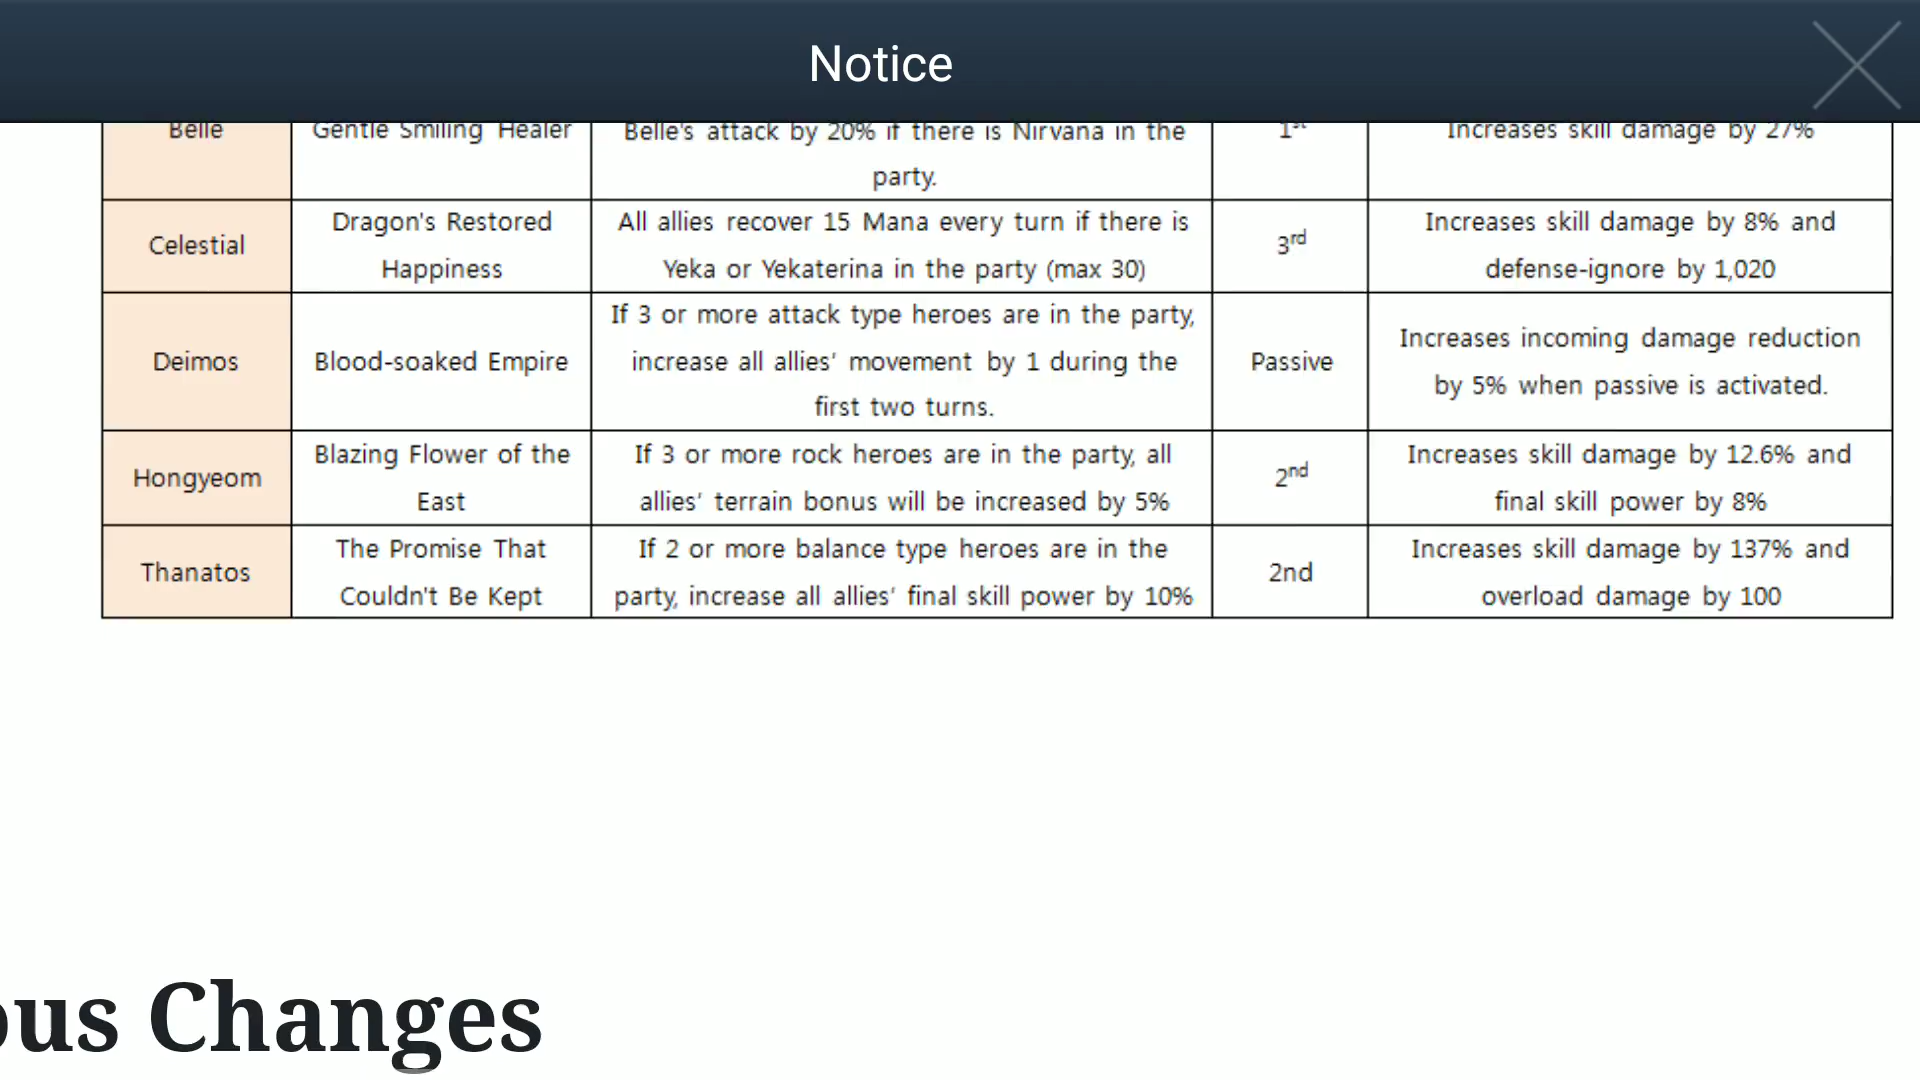 Notice
Belle
Gentle Smiling Healer
Belle's attack by 20% if there is Nirvana in the
party.
1st
Increases skill damage by 27%
Celestial
Dragon's Restored
Happiness
All allies recover 15 Mana every turn if there is
Yeka or Yekaterina in the party (max 30)
3rd
Increases skill damage by 8% and
defense-ignore by 1,020
Deimos
Blood-soaked Empire
If 3 or more attack type heroes are in the party,
increase all allies' movement by 1 during the
first two turns.
Passive
Increases incoming damage reduction
by 5% when passive is activated.
Hongyeom
Blazing Flower of the
East
If 3 or more rock heroes are in the party, all
allies' terrain bonus will be increased by 5%
2nd
Increases skill damage by 12.6% and
final skill power by 8%
Thanatos
The Promise That
Couldn't Be Kept
If 2 or more balance type heroes are in the
party, increase all allies' final skill power by 10%
2nd
Increases skill damage by 137% and
overload damage by 100
ous Changes